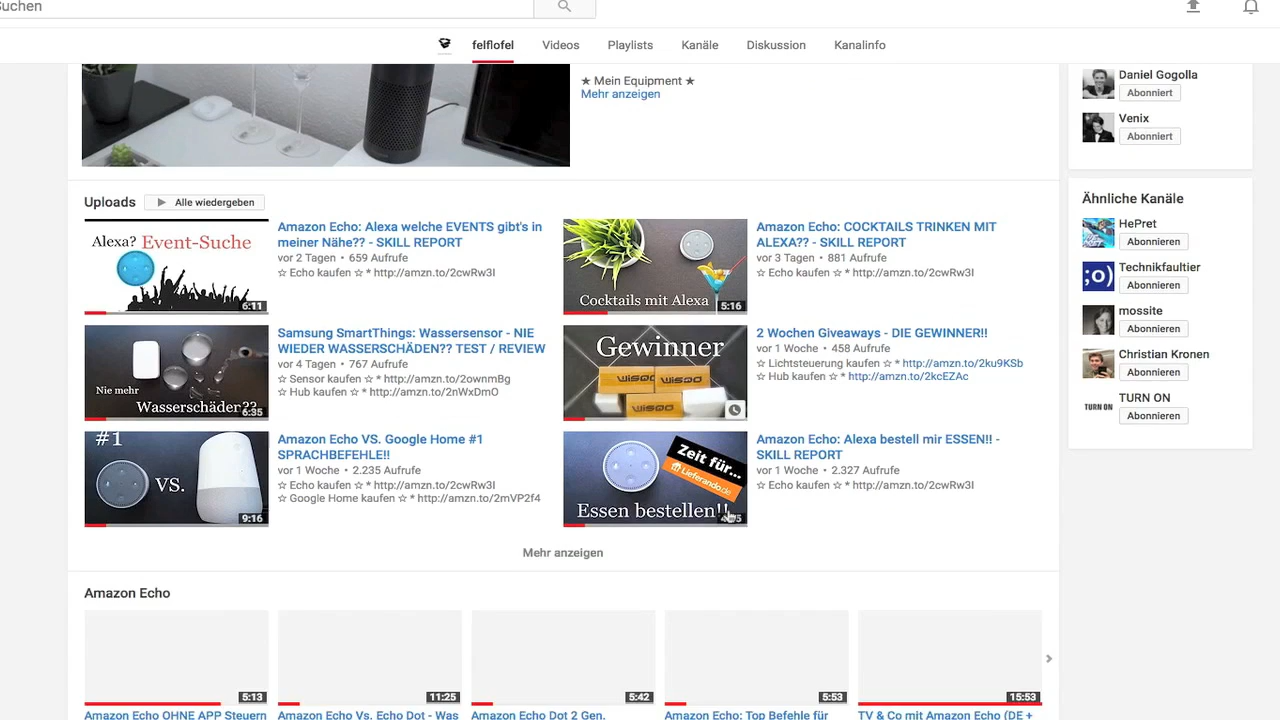 Suchen
felflofel
Videos
Playlists
Kanäle
Diskussion
Kanalinfo
★ Mein Equipment ★
Mehr anzeigen
Daniel Gogolla
Abonniert
Venix
Abonniert
Uploads
Alle wiedergeben
Alexa? Event-Suche
6:11
Amazon Echo: Alexa welche EVENTS gibt's in
meiner Nähe?? - SKILL REPORT
vor 2 Tagen • 659 Aufrufe
☆ Echo kaufen ☆ * http://amzn.to/2cwRw3I
Cocktails mit Alexa
5:16
Amazon Echo: COCKTAILS TRINKEN MIT
ALEXA?? - SKILL REPORT
vor 3 Tagen • 881 Aufrufe
☆ Echo kaufen ☆ * http://amzn.to/2cwRw3I
Nie mehr
Wasserschäden??
6:35
Samsung SmartThings: Wassersensor - NIE
WIEDER WASSERSCHÄDEN?? TEST / REVIEW
vor 4 Tagen • 767 Aufrufe
☆ Sensor kaufen ☆ * http://amzn.to/2ownmBg
☆ Hub kaufen ☆ * http://amzn.to/2nWxDmO
Gewinner
WISQO WISQO
WISQO
2 Wochen Giveaways - DIE GEWINNER!!
vor 1 Woche • 458 Aufrufe
☆ Lichtsteuerung kaufen ☆ * http://amzn.to/2ku9KSb
☆ Hub kaufen ☆ * http://amzn.to/2kcEZAc
#1
VS.
9:16
Amazon Echo VS. Google Home #1
SPRACHBEFEHLE!!
vor 1 Woche • 2.235 Aufrufe
☆ Echo kaufen ☆ * http://amzn.to/2cwRw3I
☆ Google Home kaufen ☆ * http://amzn.to/2mVP2f4
Zeit für...
Lieferando.de
Essen bestellen!!
Amazon Echo: Alexa bestell mir ESSEN!! -
SKILL REPORT
vor 1 Woche • 2.327 Aufrufe
☆ Echo kaufen ☆ * http://amzn.to/2cwRw3I
Mehr anzeigen
Ähnliche Kanäle
HePret
Abonnieren
;o)
Technikfaultier
Abonnieren
mossite
Abonnieren
Christian Kronen
Abonnieren
TURN ON
TURN ON
Abonnieren
Amazon Echo
5:13
11:25
5:42
5:53
15:53
Amazon Echo OHNE APP Steuern
Amazon Echo Vs. Echo Dot - Was
Amazon Echo Dot 2 Gen.
Amazon Echo: Top Befehle für
TV & Co mit Amazon Echo (DE +